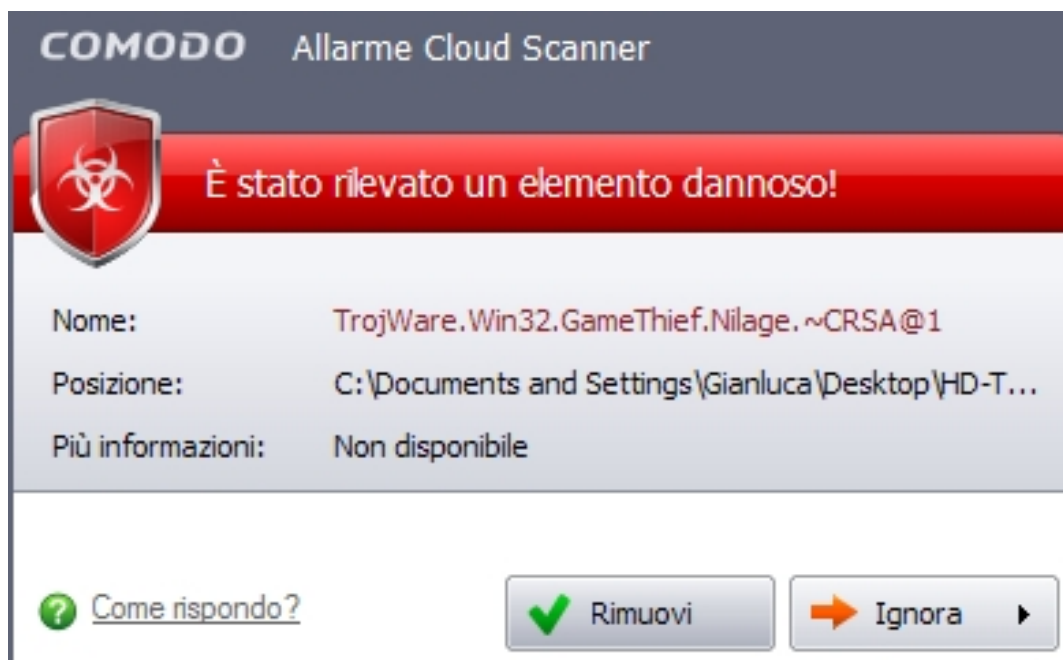 COMODO Allarme Cloud Scanner
È stato rilevato un elemento dannoso!
Nome: TrojWare.Win32.GameThief.Nilage.~CRSA@1
Posizione: C:\Documents and Settings\Gianluca\Desktop\HD-T...
Più informazioni: Non disponibile
? Come rispondo? Rimuovi Ignora